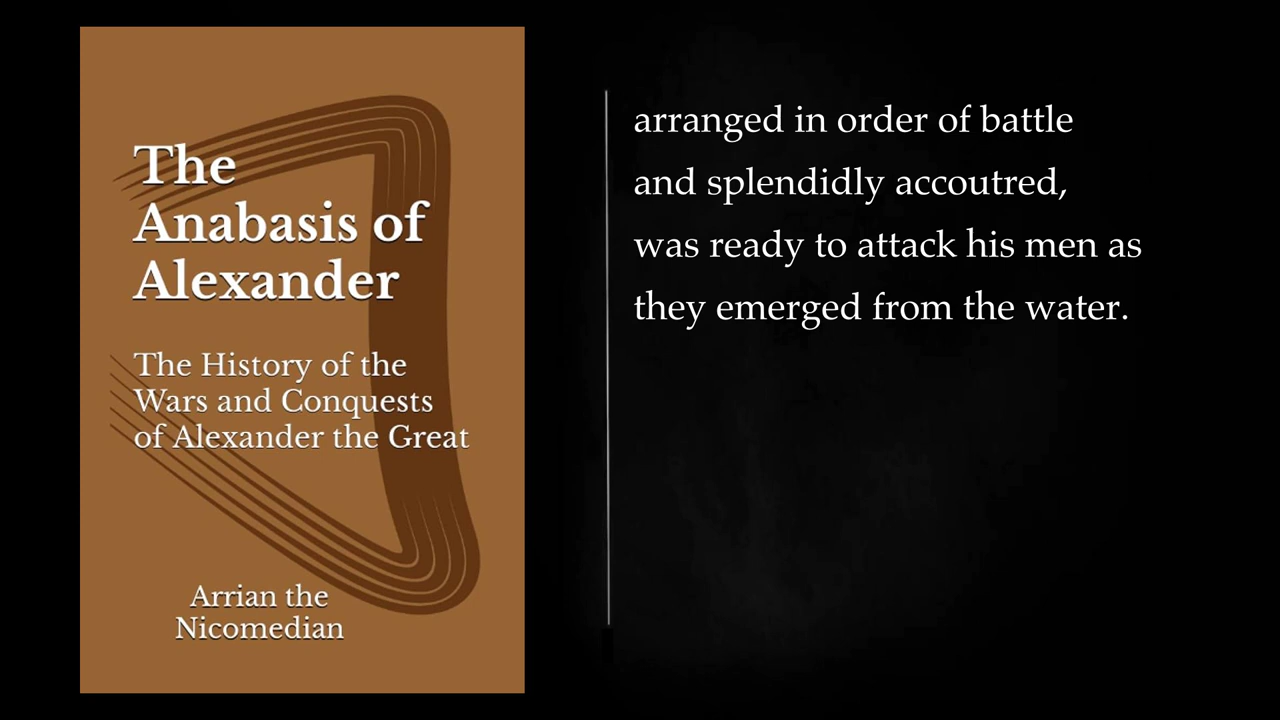 The
Anabasis of
Alexander
The History of the
Wars and Conquests
of Alexander the Great
Arrian the
Nicomedian
arranged in order of battle
and splendidly accoutred,
was ready to attack his men as
they emerged from the water.